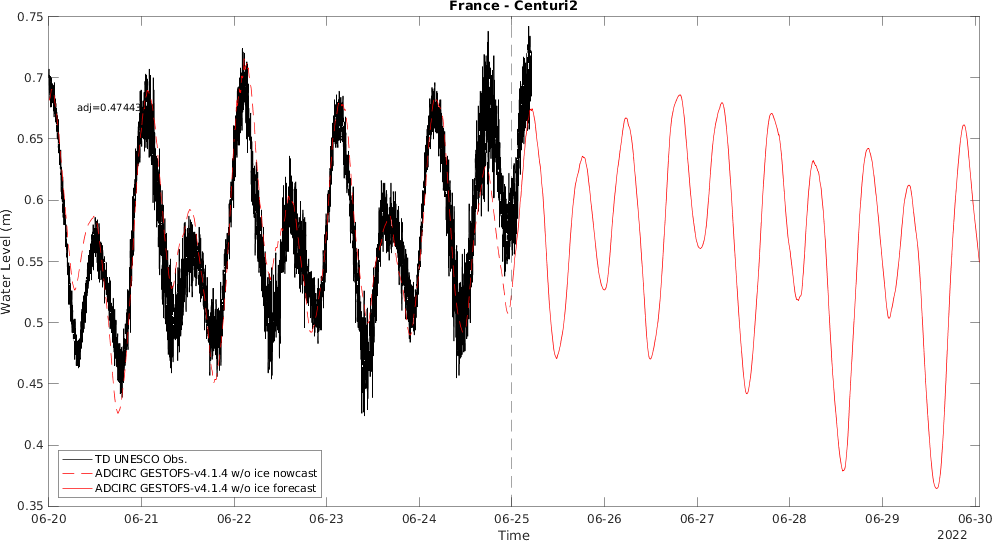 France - Centuri2
0.75
0.7
0.65
0.6
0.55
0.5
0.45
0.4
0.35
Water Level (m)
adj=0.47443
TD UNESCO Obs.
ADCIRC GESTOFS-v4.1.4 w/o ice nowcast
ADCIRC GESTOFS-v4.1.4 w/o ice forecast
06-20 06-21 06-22 06-23 06-24 06-25 06-26 06-27 06-28 06-29 06-30
Time
2022